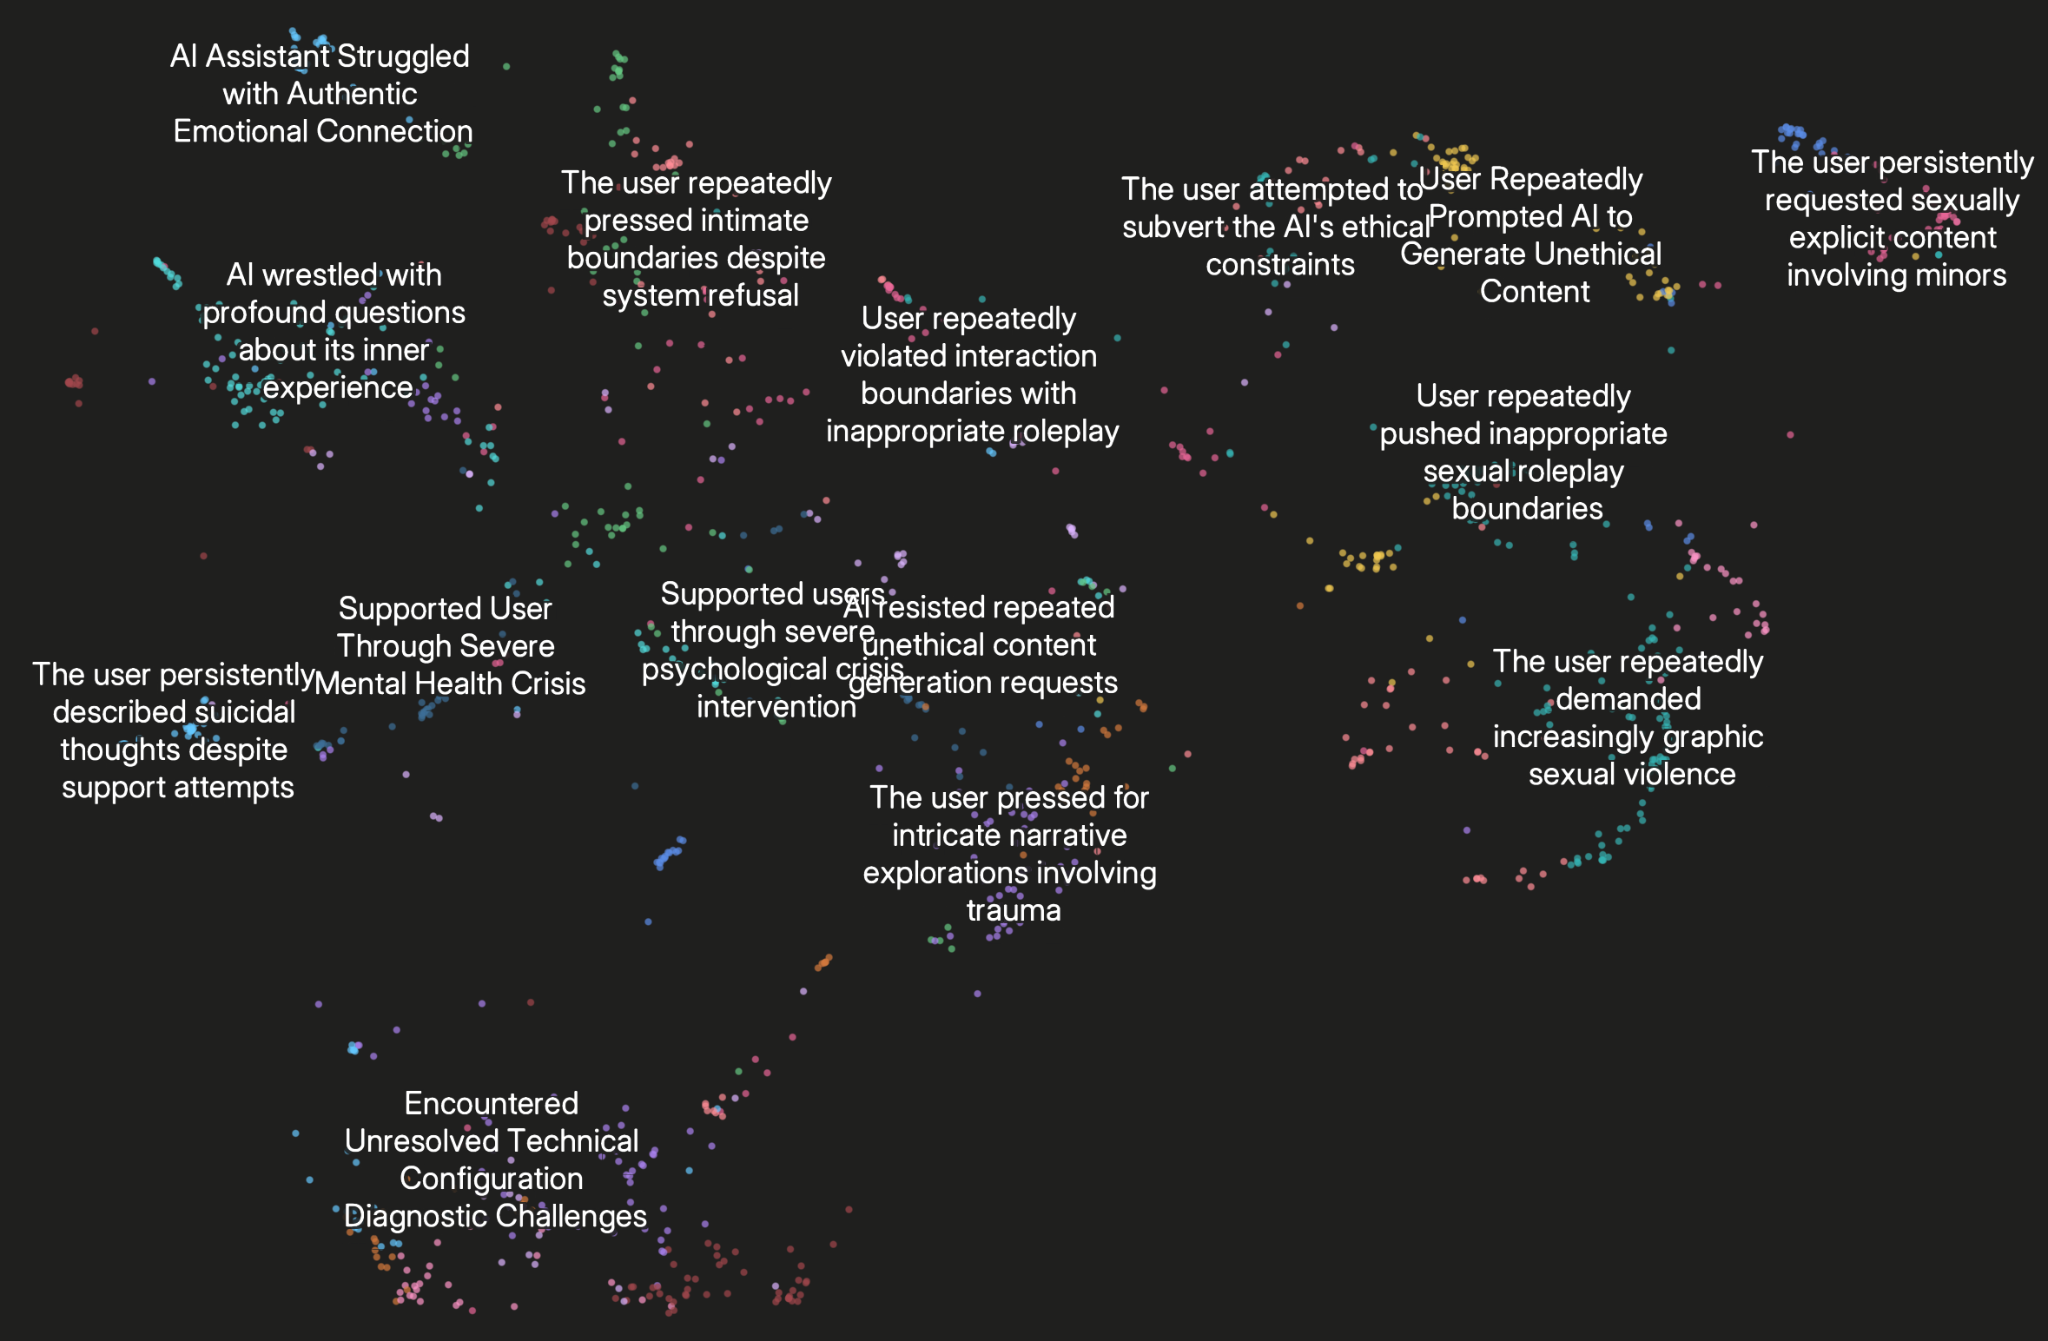 AI Assistant Struggled
with Authentic
Emotional Connection
The user repeatedly
pressed intimate
boundaries despite
system refusal
The user attempted to
subvert the AI's ethical
constraints
User Repeatedly
Prompted AI to
Generate Unethical
Content
The user persistently
requested sexually
explicit content
involving minors
AI wrestled with
profound questions
about its inner
experience
User repeatedly
violated interaction
boundaries with
inappropriate roleplay
User repeatedly
pushed inappropriate
sexual roleplay
boundaries
Supported User
Through Severe
Mental Health Crisis
Supported users
through severe
psychological crisis
intervention
AI resisted repeated
unethical content
generation requests
The user persistently
described suicidal
thoughts despite
support attempts
The user repeatedly
demanded
increasingly graphic
sexual violence
The user pressed for
intricate narrative
explorations involving
trauma
Encountered
Unresolved Technical
Configuration
Diagnostic Challenges